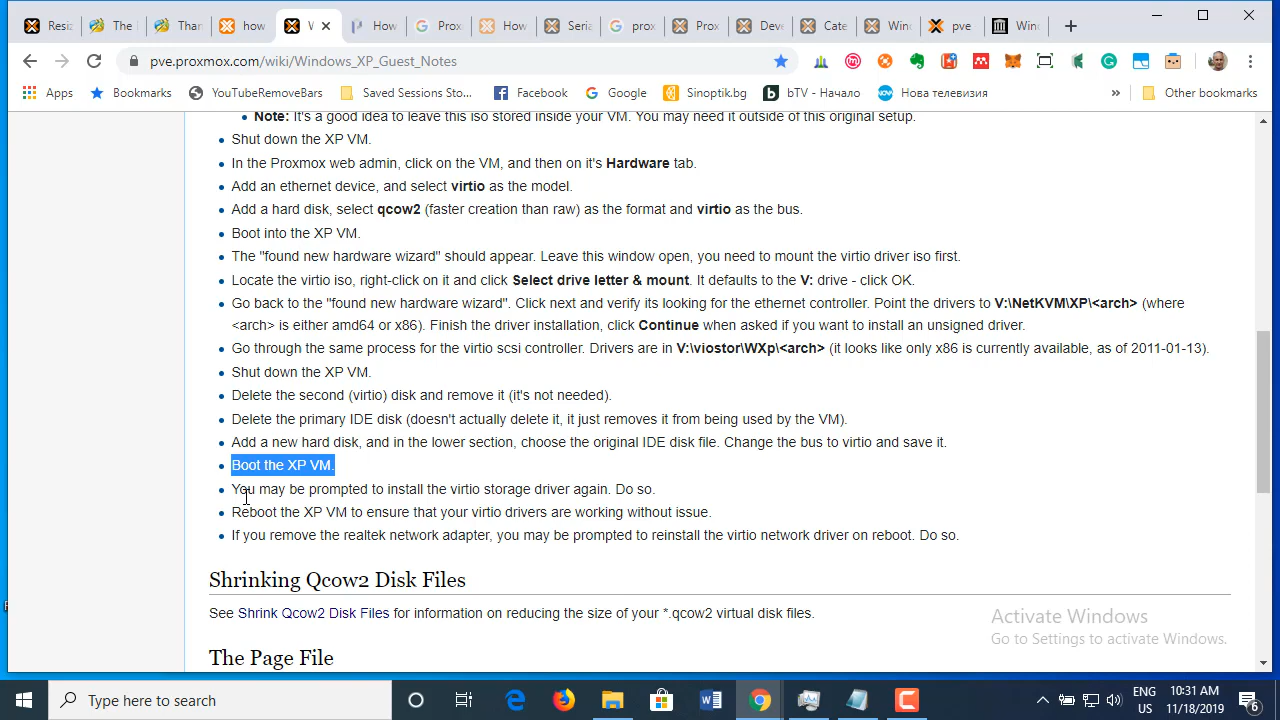 Resi
The
Than
how
W
How
Prox
How
Seria
prox
Prox
Deve
Cate
Wind
pve
Wind
pve.proxmox.com/wiki/Windows_XP_Guest_Notes
Apps
Bookmarks
YouTubeRemoveBars
Saved Sessions Sto...
Facebook
Google
Sinoptik.bg
bTV - Начало
Нова телевизия
»
Other bookmarks
Note: It's a good idea to leave this iso stored inside your VM. You may need it outside of this original setup.
Shut down the XP VM.
In the Proxmox web admin, click on the VM, and then on it's Hardware tab.
Add an ethernet device, and select virtio as the model.
Add a hard disk, select qcow2 (faster creation than raw) as the format and virtio as the bus.
Boot into the XP VM.
The "found new hardware wizard" should appear. Leave this window open, you need to mount the virtio driver iso first.
Locate the virtio iso, right-click on it and click Select drive letter & mount. It defaults to the V: drive - click OK.
Go back to the "found new hardware wizard". Click next and verify its looking for the ethernet controller. Point the drivers to V:\NetKVM\XP\<arch> (where
<arch> is either amd64 or x86). Finish the driver installation, click Continue when asked if you want to install an unsigned driver.
Go through the same process for the virtio scsi controller. Drivers are in V:\viostor\WXp\<arch> (it looks like only x86 is currently available, as of 2011-01-13).
Shut down the XP VM.
Delete the second (virtio) disk and remove it (it's not needed).
Delete the primary IDE disk (doesn't actually delete it, it just removes it from being used by the VM).
Add a new hard disk, and in the lower section, choose the original IDE disk file. Change the bus to virtio and save it.
Boot the XP VM.
You may be prompted to install the virtio storage driver again. Do so.
Reboot the XP VM to ensure that your virtio drivers are working without issue.
If you remove the realtek network adapter, you may be prompted to reinstall the virtio network driver on reboot. Do so.
Shrinking Qcow2 Disk Files
See Shrink Qcow2 Disk Files for information on reducing the size of your *.qcow2 virtual disk files.
The Page File
Activate Windows
Go to Settings to activate Windows.
Type here to search
ENG
US
10:31 AM
11/18/2019
6